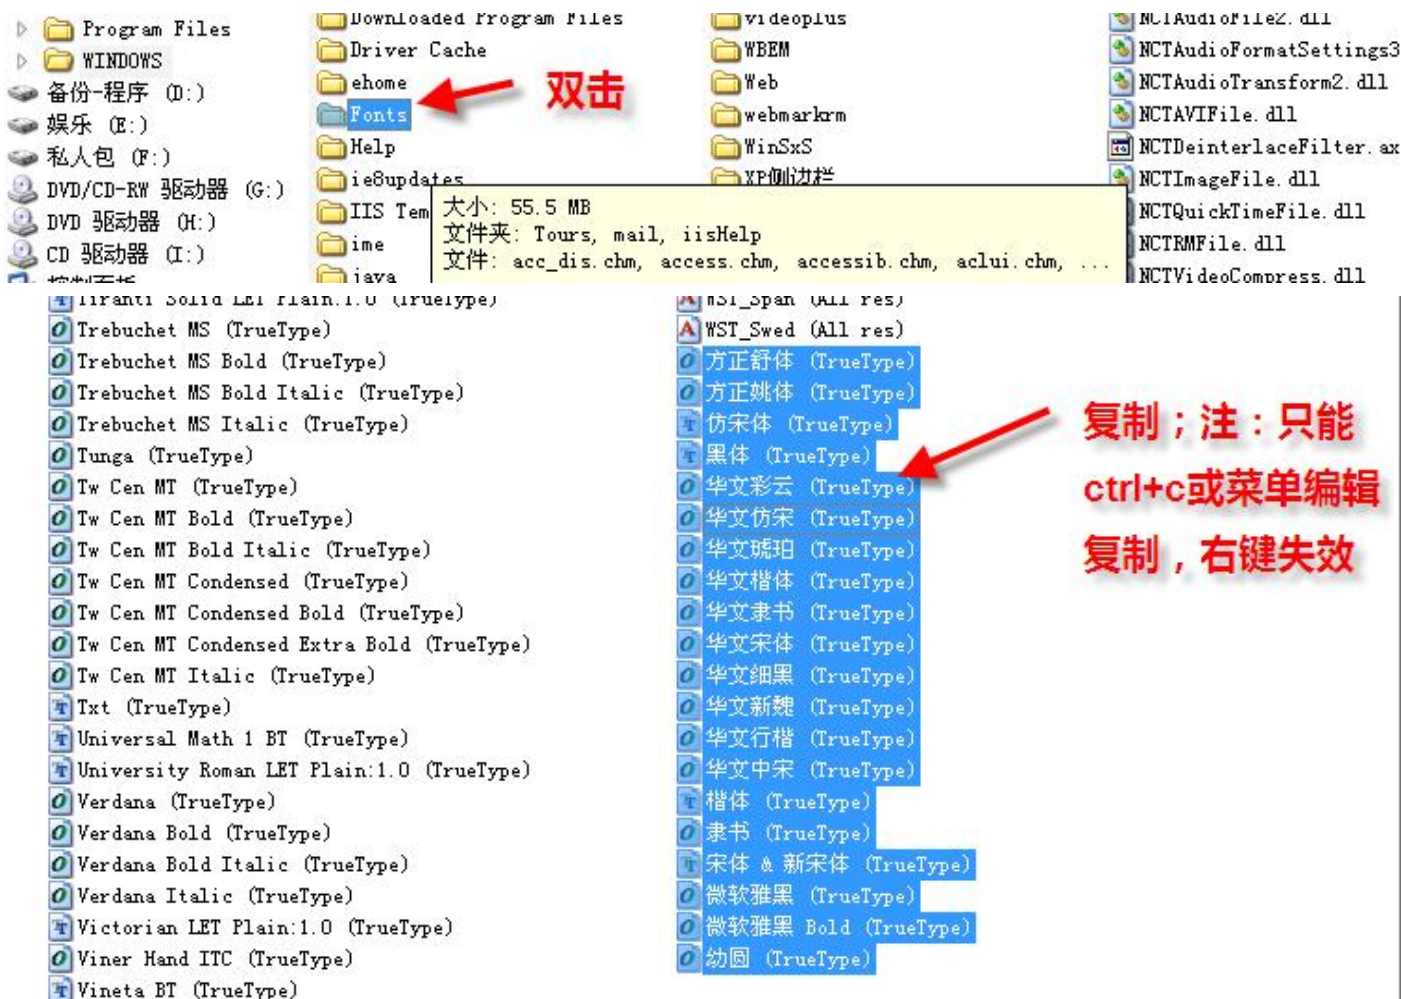 Program Files
WINDOWS
备份-程序 (D:)
娱乐 (E:)
私人包 (F:)
DVD/CD-RW 驱动器 (G:)
DVD 驱动器 (H:)
CD 驱动器 (I:)
控制面板
Downloaded Program Files
Driver Cache
ehome
Fonts
Help
ie8updates
IIS Tem
ime
java
双击
videoplus
WBEM
Web
webmarkrm
WinSxS
XP侧边栏
大小: 55.5 MB
文件夹: Tours, mail, iisHelp
文件: acc_dis.chm, access.chm, accessib.chm, aclui.chm, ...
NCTAudioFile2.dll
NCTAudioFormatSettings3
NCTAudioTransform2.dll
NCTAVIFile.dll
NCTDeinterlaceFilter.ax
NCTImageFile.dll
NCTQuickTimeFile.dll
NCTRMFile.dll
NCTVideoCompress.dll
Tiranti Solid LET Plain:1.0 (TrueType)
Trebuchet MS (TrueType)
Trebuchet MS Bold (TrueType)
Trebuchet MS Bold Italic (TrueType)
Trebuchet MS Italic (TrueType)
Tunga (TrueType)
Tw Cen MT (TrueType)
Tw Cen MT Bold (TrueType)
Tw Cen MT Bold Italic (TrueType)
Tw Cen MT Condensed (TrueType)
Tw Cen MT Condensed Bold (TrueType)
Tw Cen MT Condensed Extra Bold (TrueType)
Tw Cen MT Italic (TrueType)
Txt (TrueType)
Universal Math 1 BT (TrueType)
University Roman LET Plain:1.0 (TrueType)
Verdana (TrueType)
Verdana Bold (TrueType)
Verdana Bold Italic (TrueType)
Verdana Italic (TrueType)
Victorian LET Plain:1.0 (TrueType)
Viner Hand ITC (TrueType)
Vineta BT (TrueType)
WST_Span (All res)
WST_Swed (All res)
方正舒体 (TrueType)
方正姚体 (TrueType)
仿宋体 (TrueType)
黑体 (TrueType)
华文彩云 (TrueType)
华文仿宋 (TrueType)
华文琥珀 (TrueType)
华文楷体 (TrueType)
华文隶书 (TrueType)
华文宋体 (TrueType)
华文细黑 (TrueType)
华文新魏 (TrueType)
华文行楷 (TrueType)
华文中宋 (TrueType)
楷体 (TrueType)
隶书 (TrueType)
宋体 & 新宋体 (TrueType)
微软雅黑 (TrueType)
微软雅黑 Bold (TrueType)
幼圆 (TrueType)
复制；注：只能
ctrl+c或菜单编辑
复制，右键失效